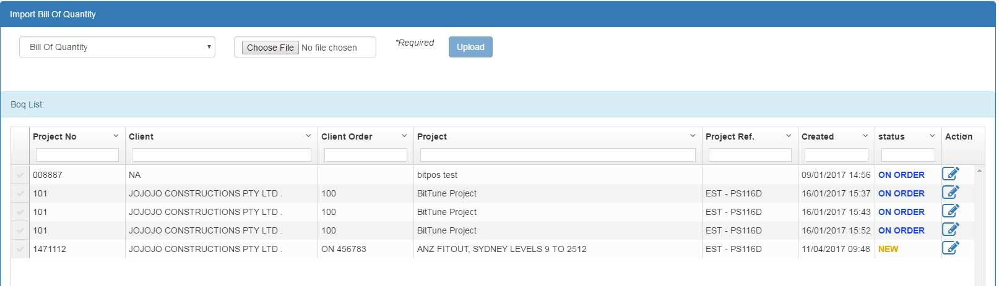 Import Bill Of Quantity
Bill Of Quantity Choose File No file chosen *Required Upload
Boq List:
Project No Client Client Order Project Project Ref. Created status Action
008887 NA bitpos test 09/01/2017 14:56 ON ORDER
101 JOJOJO CONSTRUCTIONS PTY LTD . 100 BitTune Project EST - PS116D 16/01/2017 15:37 ON ORDER
101 JOJOJO CONSTRUCTIONS PTY LTD . 100 BitTune Project EST - PS116D 16/01/2017 15:43 ON ORDER
101 JOJOJO CONSTRUCTIONS PTY LTD . 100 BitTune Project EST - PS116D 16/01/2017 15:52 ON ORDER
1471112 JOJOJO CONSTRUCTIONS PTY LTD . ON 456783 ANZ FITOUT, SYDNEY LEVELS 9 TO 2512 EST - PS116D 11/04/2017 09:48 NEW